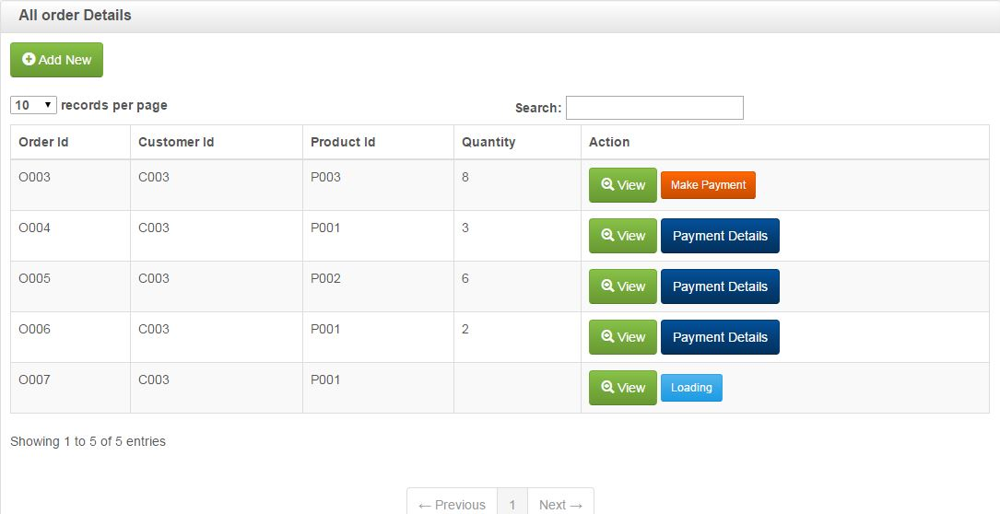 All order Details
Add New
10 records per page Search:
Order Id Customer Id Product Id Quantity Action
O003 C003 P003 8 View Make Payment
O004 C003 P001 3 View Payment Details
O005 C003 P002 6 View Payment Details
O006 C003 P001 2 View Payment Details
O007 C003 P001 View Loading
Showing 1 to 5 of 5 entries
← Previous 1 Next →